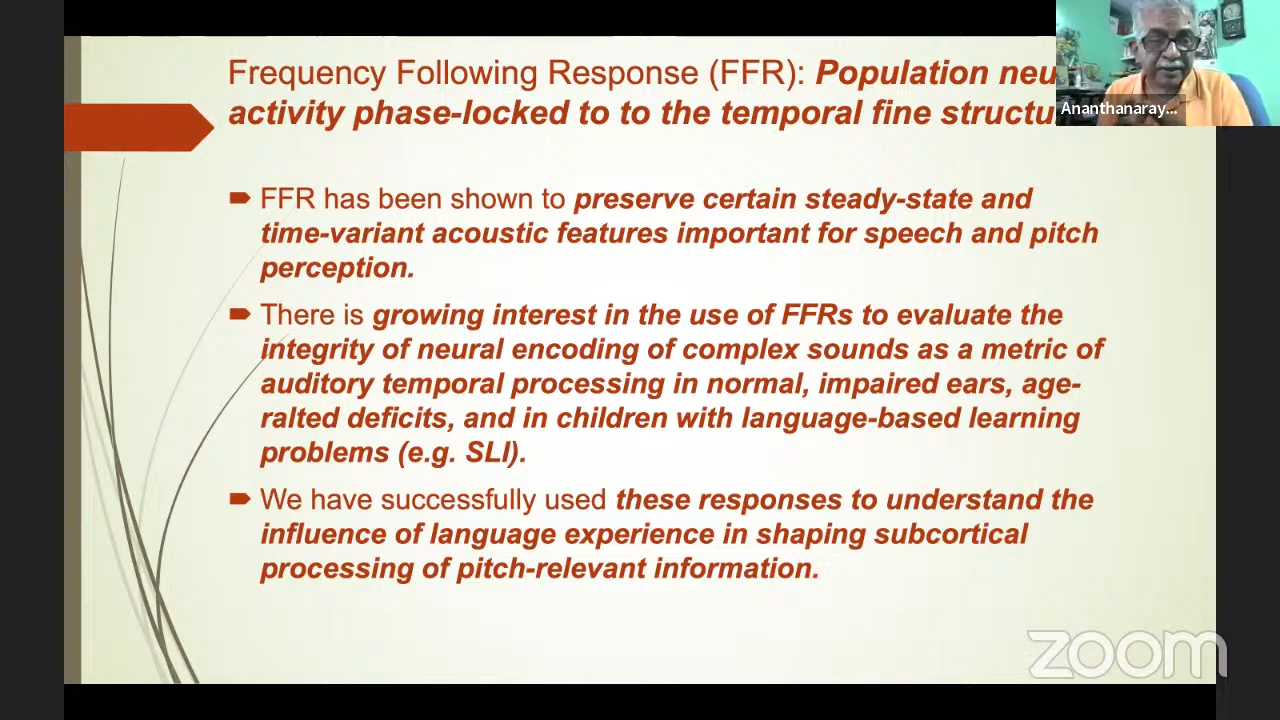 Frequency Following Response (FFR): Population neu
activity phase-locked to to the temporal fine structu
Ananthanaray...
FFR has been shown to preserve certain steady-state and
time-variant acoustic features important for speech and pitch
perception.
There is growing interest in the use of FFRs to evaluate the
integrity of neural encoding of complex sounds as a metric of
auditory temporal processing in normal, impaired ears, age-
ralted deficits, and in children with language-based learning
problems (e.g. SLI).
We have successfully used these responses to understand the
influence of language experience in shaping subcortical
processing of pitch-relevant information.
zoom